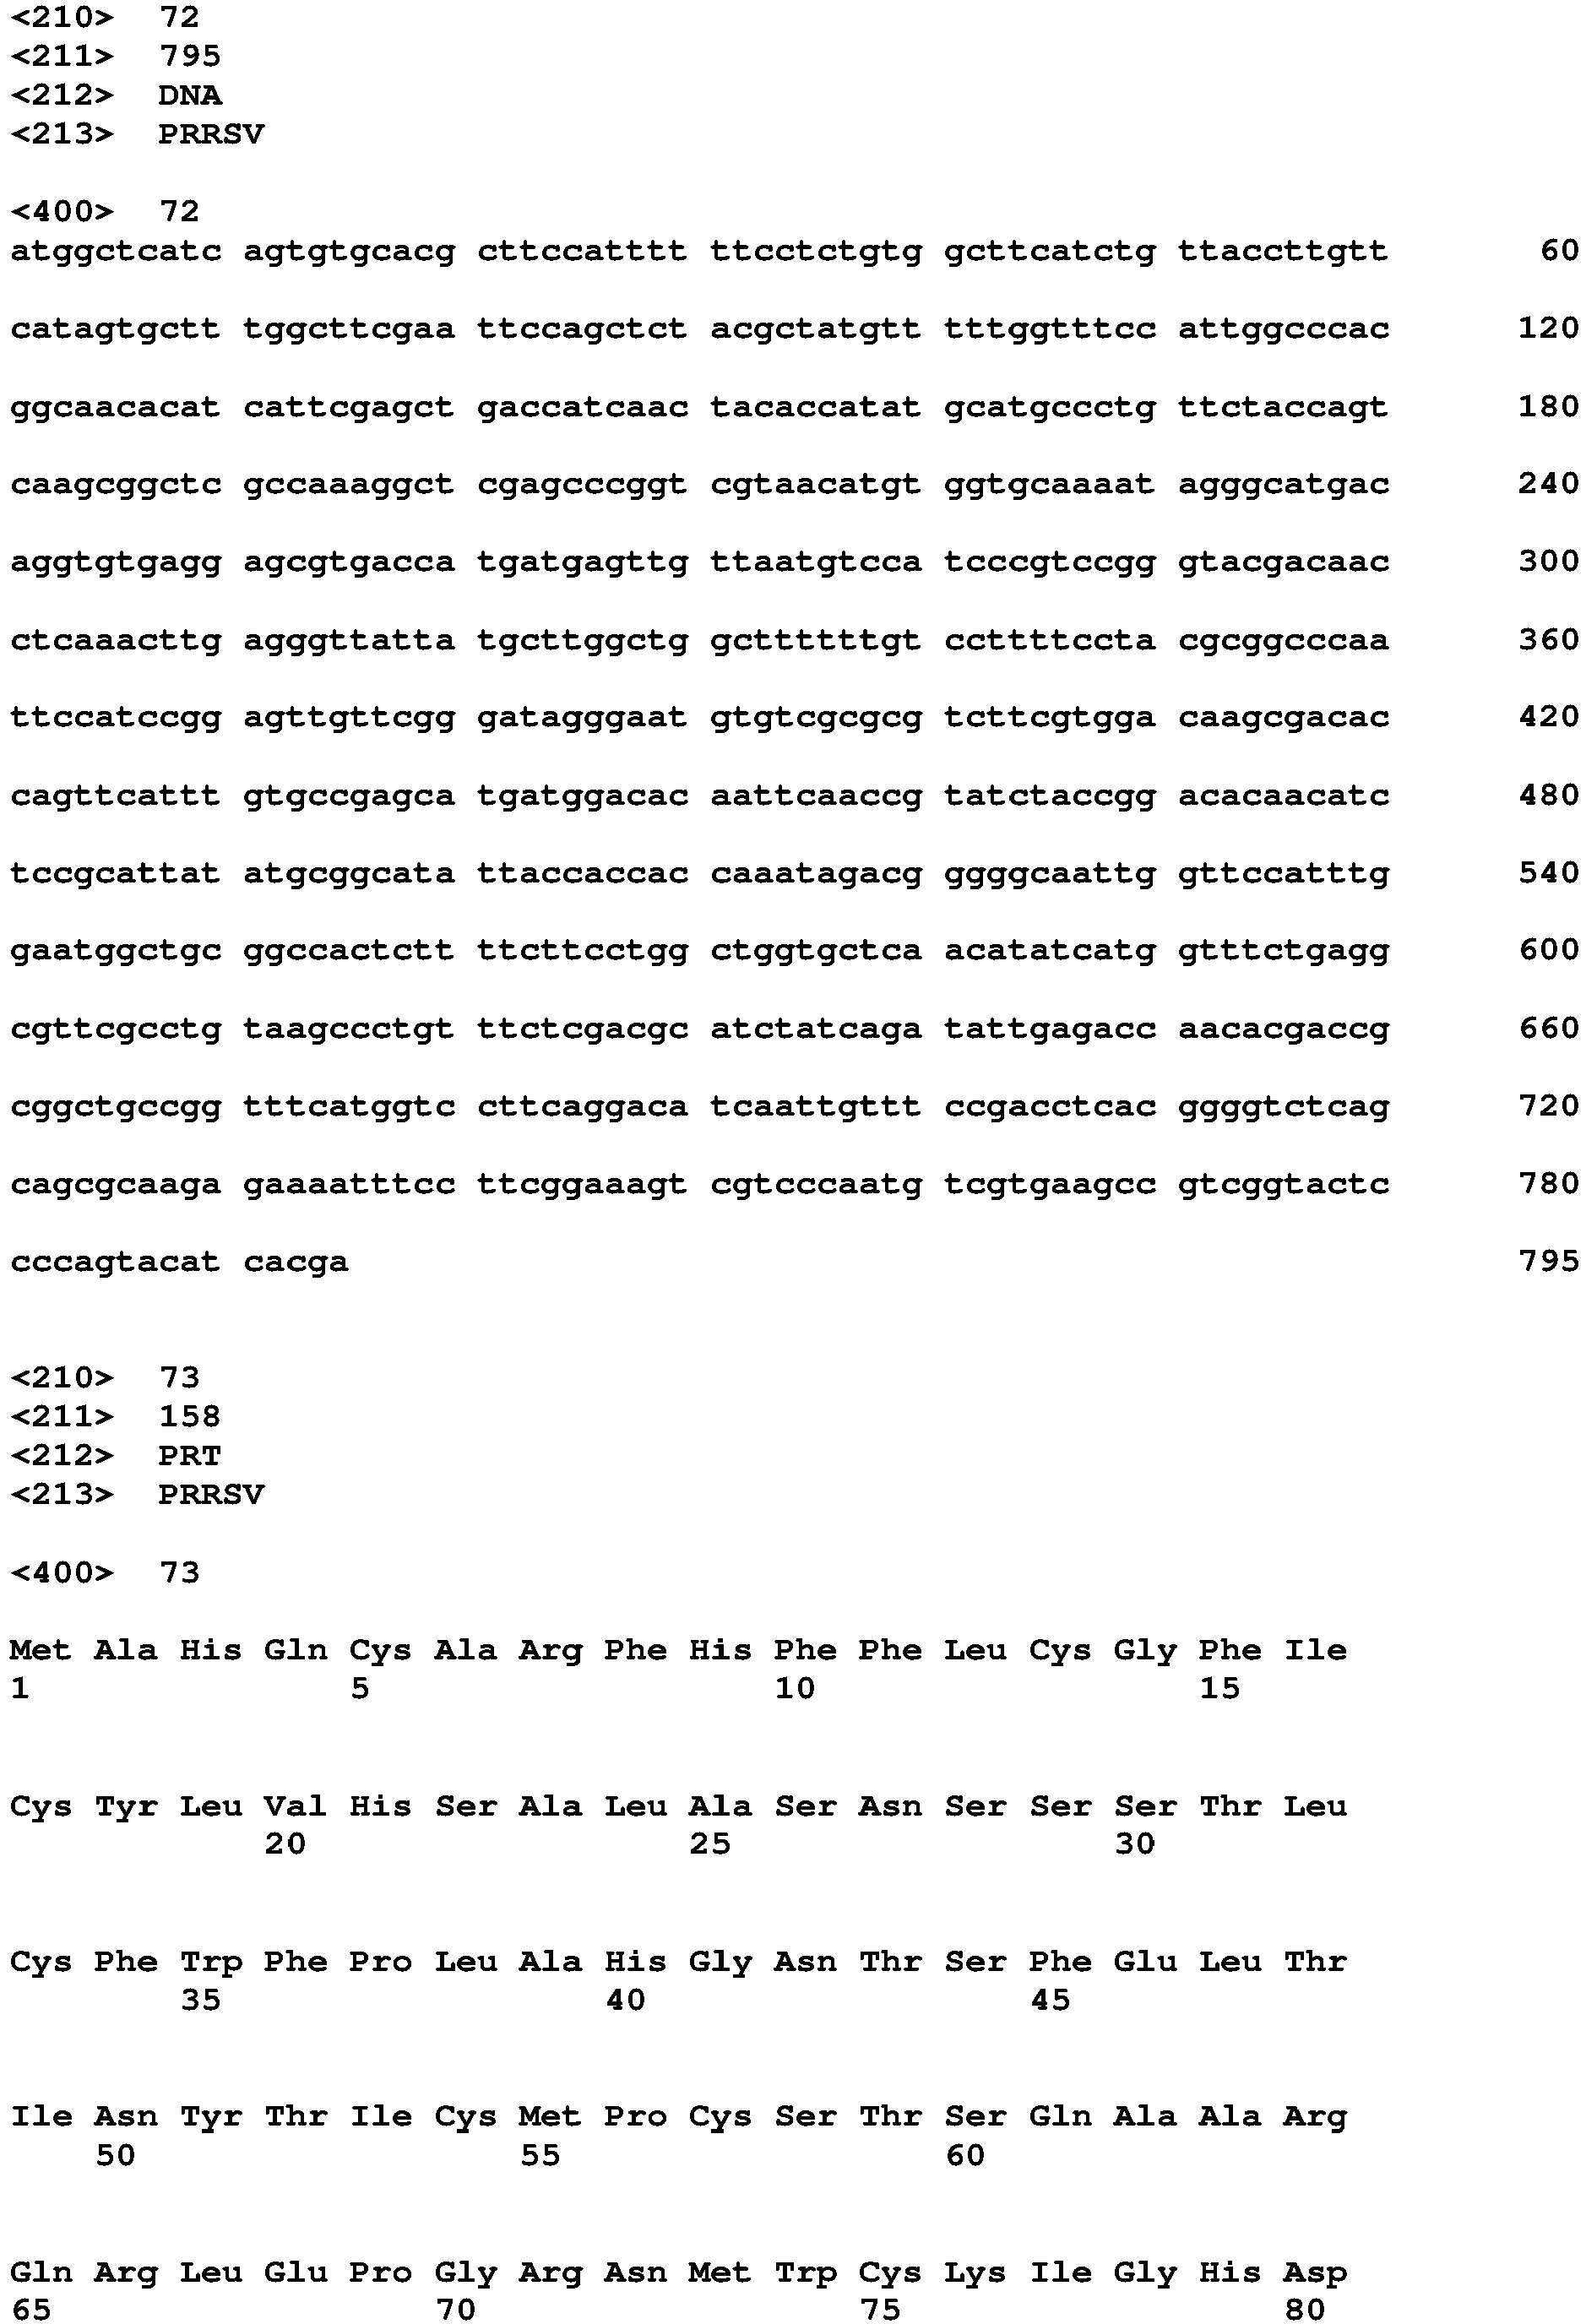 <210> 72
<211> 795
<212> DNA
<213> PRRSV
<400> 72
atggctcatc agtgtgcacg cttccatttt ttcctctgtg gcttcatctg ttaccttgtt 60
catagtgctt tggcttcgaa ttccagctct acgctatgtt tttggtttcc attggcccac 120
ggcaacacat cattcgagct gaccatcaac tacaccatat gcatgccctg ttctaccagt 180
caagcggctc gccaaaggct cgagcccggt cgtaacatgt ggtgcaaaat agggcatgac 240
aggtgtgagg agcgtgacca tgatgagttg ttaatgtcca tcccgtccgg gtacgacaac 300
ctcaaacttg agggttatta tgcttggctg gcttttttgt ccttttccta cgcggcccaa 360
ttccatccgg agttgttcgg gatagggaat gtgtcgcgcg tcttcgtgga caagcgacac 420
cagttcattt gtgccgagca tgatggacac aattcaaccg tatctaccgg acacaacatc 480
tccgcattat atgcggcata ttaccaccac caaatagacg ggggcaattg gttccatttg 540
gaatggctgc ggccactctt ttcttcctgg ctggtgctca acatatcatg gtttctgagg 600
cgttcgcctg taagccctgt ttctcgacgc atctatcaga tattgagacc aacacgaccg 660
cggctgccgg tttcatggtc cttcaggaca tcaattgttt ccgacctcac ggggtctcag 720
cagcgcaaga gaaaatttcc ttcggaaagt cgtcccaatg tcgtgaagcc gtcggtactc 780
cccagtacat cacga 795
<210> 73
<211> 158
<212> PRT
<213> PRRSV
<400> 73
Met Ala His Gln Cys Ala Arg Phe His Phe Phe Leu Cys Gly Phe Ile
1 5 10 15
Cys Tyr Leu Val His Ser Ala Leu Ala Ser Asn Ser Ser Ser Thr Leu
20 25 30
Cys Phe Trp Phe Pro Leu Ala His Gly Asn Thr Ser Phe Glu Leu Thr
35 40 45
Ile Asn Tyr Thr Ile Cys Met Pro Cys Ser Thr Ser Gln Ala Ala Arg
50 55 60
Gln Arg Leu Glu Pro Gly Arg Asn Met Trp Cys Lys Ile Gly His Asp
65 70 75 80